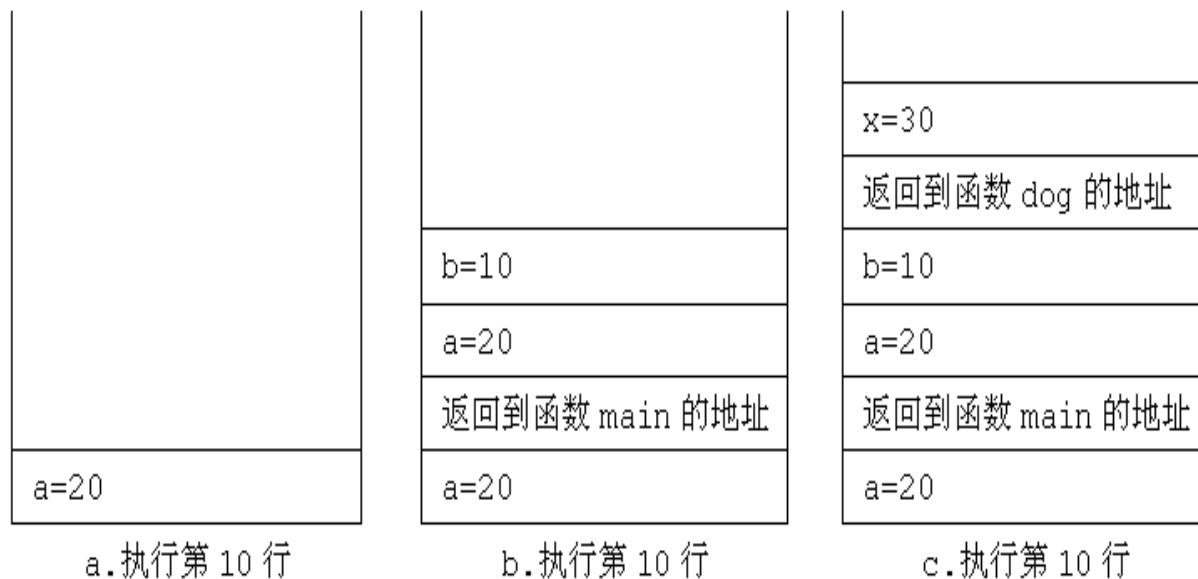 a=20
a.执行第 10 行
b=10
a=20
返回到函数 main 的地址
a=20
b.执行第 10 行
x=30
返回到函数 dog 的地址
b=10
a=20
返回到函数 main 的地址
a=20
c.执行第 10 行